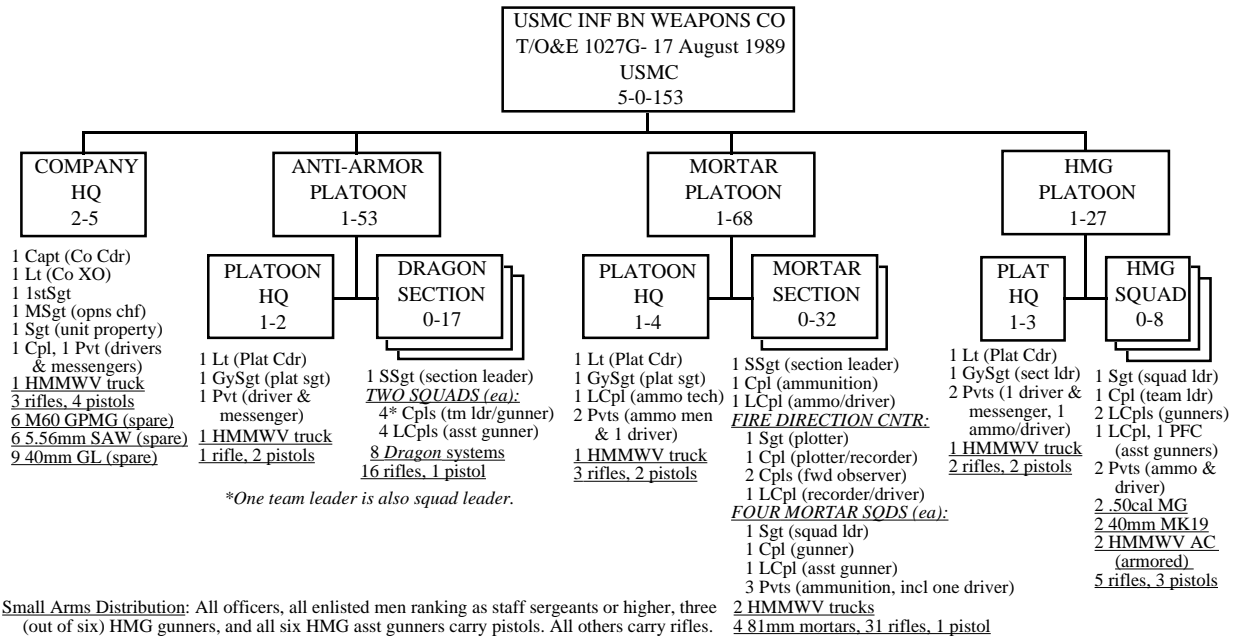 USMC INF BN WEAPONS CO
T/O&E 1027G- 17 August 1989
USMC
5-0-153
COMPANY
HQ
2-5
ANTI-ARMOR
PLATOON
1-53
MORTAR
PLATOON
1-68
HMG
PLATOON
1-27
1 Capt (Co Cdr)
1 Lt (Co XO)
1 1stSgt
1 MSgt (opns chf)
1 Sgt (unit property)
1 Cpl, 1 Pvt (drivers
& messengers)
1 HMMWV truck
3 rifles, 4 pistols
6 M60 GPMG (spare)
6 5.56mm SAW (spare)
9 40mm GL (spare)
PLATOON
HQ
1-2
1 Lt (Plat Cdr)
1 GySgt (plat sgt)
1 Pvt (driver &
messenger)
1 HMMWV truck
1 rifle, 2 pistols
DRAGON
SECTION
0-17
1 SSgt (section leader)
TWO SQUADS (ea):
4* Cpls (tm ldr/gunner)
4 LCpls (asst gunner)
8 Dragon systems
16 rifles, 1 pistol
*One team leader is also squad leader.
PLATOON
HQ
1-4
1 Lt (Plat Cdr)
1 GySgt (plat sgt)
1 LCpl (ammo tech)
2 Pvts (ammo men
& 1 driver)
1 HMMWV truck
3 rifles, 2 pistols
MORTAR
SECTION
0-32
1 SSgt (section leader)
1 Cpl (ammunition)
1 LCpl (ammo/driver)
FIRE DIRECTION CNTR:
1 Sgt (plotter)
1 Cpl (plotter/recorder)
2 Cpls (fwd observer)
1 LCpl (recorder/driver)
FOUR MORTAR SQDS (ea):
1 Sgt (squad ldr)
1 Cpl (gunner)
1 LCpl (asst gunner)
3 Pvts (ammunition, incl one driver)
2 HMMWV trucks
4 81mm mortars, 31 rifles, 1 pistol
PLAT
HQ
1-3
1 Lt (Plat Cdr)
1 GySgt (sect ldr)
2 Pvts (1 driver &
messenger, 1
ammo/driver)
1 HMMWV truck
2 rifles, 2 pistols
HMG
SQUAD
0-8
1 Sgt (squad ldr)
1 Cpl (team ldr)
2 LCpls (gunners)
1 LCpl, 1 PFC
(asst gunners)
2 Pvts (ammo &
driver)
2 .50cal MG
2 40mm MK19
2 HMMWV AC
(armored)
5 rifles, 3 pistols
Small Arms Distribution: All officers, all enlisted men ranking as staff sergeants or higher, three
(out of six) HMG gunners, and all six HMG asst gunners carry pistols. All others carry rifles.